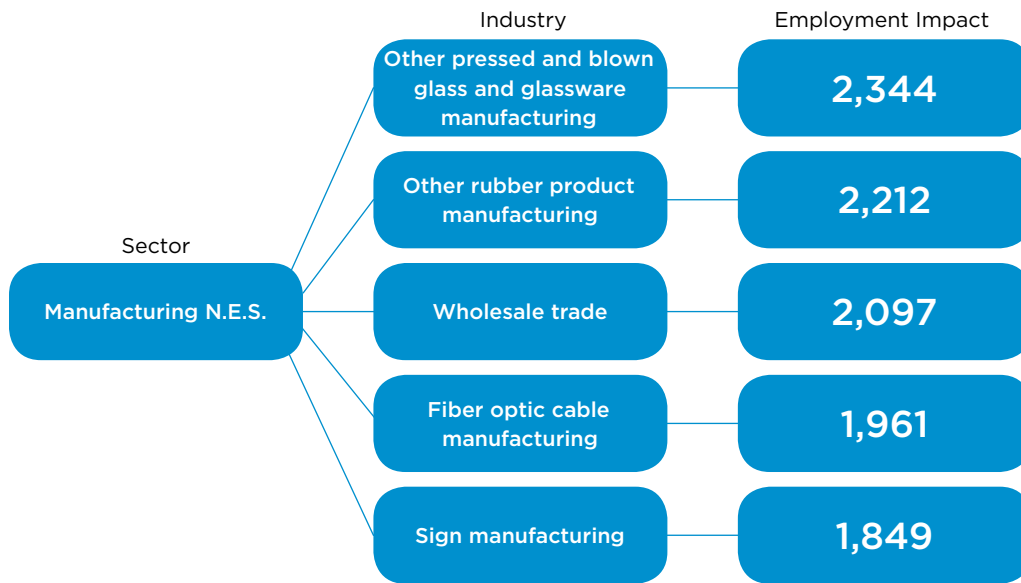 Industry
Employment Impact
Other pressed and blown
glass and glassware
manufacturing
2,344
Other rubber product
manufacturing
2,212
Sector
Manufacturing N.E.S.
Wholesale trade
2,097
Fiber optic cable
manufacturing
1,961
Sign manufacturing
1,849